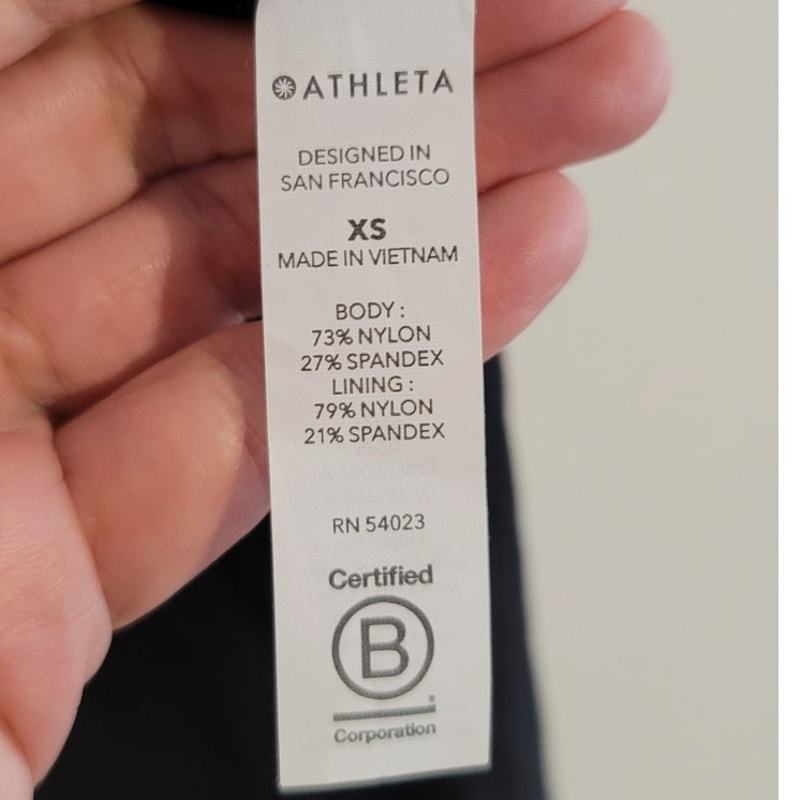 ATHLETA
DESIGNED IN
SAN FRANCISCO
XS
MADE IN VIETNAM
BODY :
73% NYLON
27% SPANDEX
LINING :
79% NYLON
21% SPANDEX
RN 54023
Certified
B
Corporation